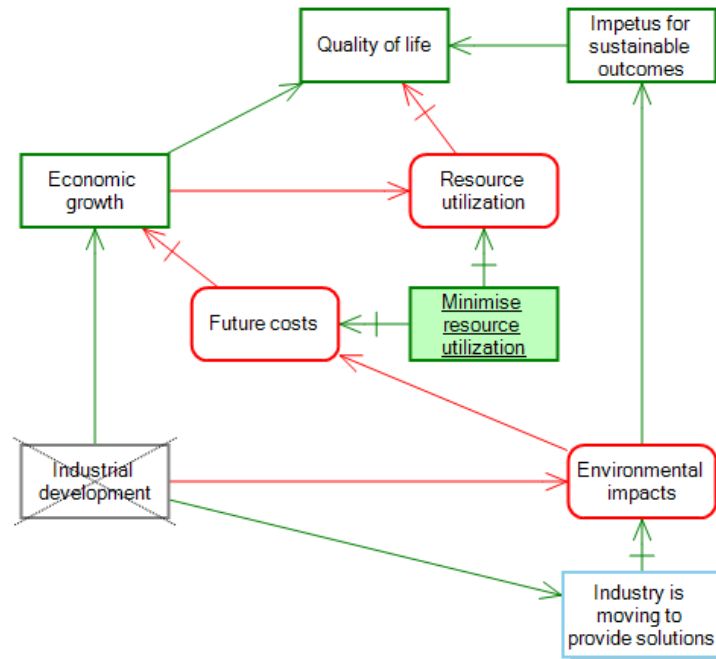 Quality of life
Impetus for
sustainable
outcomes
Economic
growth
Resource
utilization
Future costs
Minimise
resource
utilization
Industrial
development
Environmental
impacts
Industry is
moving to
provide solutions